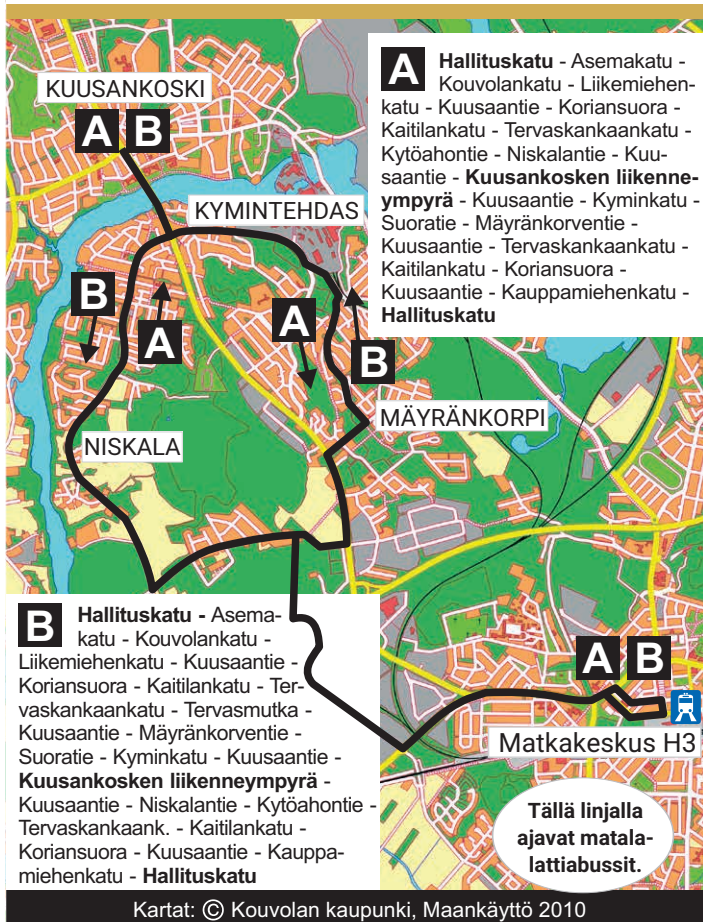 KUUSANKOSKI
A B
A
Hallituskatu - Asemakatu -
Kouvolankatu - Liikemiehen-
katu - Kuusaantie - Koriansuora -
Kaitilankatu - Tervaskankaankatu -
Kytöahontie - Niskalantie - Kuu-
saantie - Kuusankosken liikenne-
ympyrä - Kuusaantie - Kyminkatu -
Suoratie - Mäyränkorventie -
Kuusaantie - Tervaskankaankatu -
Kaitilankatu - Koriansuora -
Kuusaantie - Kauppamiehenkatu -
Hallituskatu
KYMINTEHDAS
B
A
A
B
MÄYRÄNKORPI
NISKALA
B
Hallituskatu - Asema-
katu - Kouvolankatu -
Liikemiehenkatu - Kuusaantie -
Koriansuora - Kaitilankatu - Ter-
vaskankaankatu - Tervasmutka -
Kuusaantie - Mäyränkorventie -
Suoratie - Kyminkatu - Kuusaantie -
Kuusankosken liikenneympyrä -
Kuusaantie - Niskalantie - Kytöahontie -
Tervaskankaank. - Kaitilankatu -
Koriansuora - Kuusaantie - Kauppa-
miehenkatu - Hallituskatu
A B
Matkakeskus H3
Tällä linjalla
ajavat matala-
lattiabussit.
Kartat: © Kouvolan kaupunki, Maankäyttö 2010